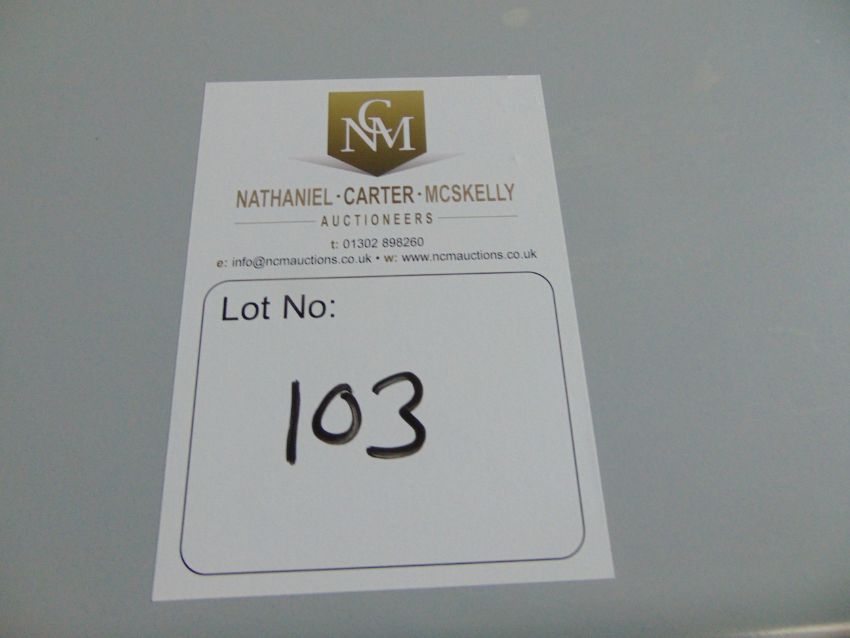 NCM
NATHANIEL · CARTER · MCSKELLY
AUCTIONEERS
t: 01302 898260
e: info@ncmauctions.co.uk • w: www.ncmauctions.co.uk
Lot No:
103